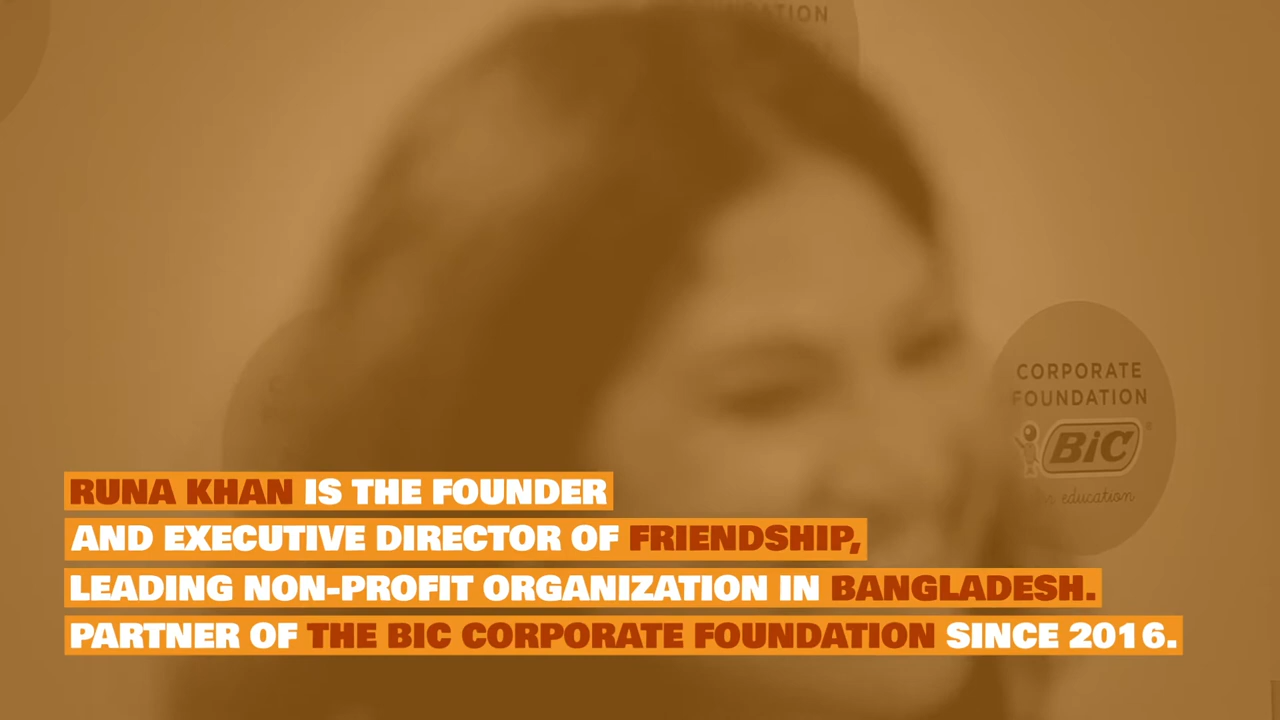 CORPORATE
FOUNDATION
BiC
education
RUNA KHAN IS THE FOUNDER
AND EXECUTIVE DIRECTOR OF FRIENDSHIP,
LEADING NON-PROFIT ORGANIZATION IN BANGLADESH.
PARTNER OF THE BIC CORPORATE FOUNDATION SINCE 2016.